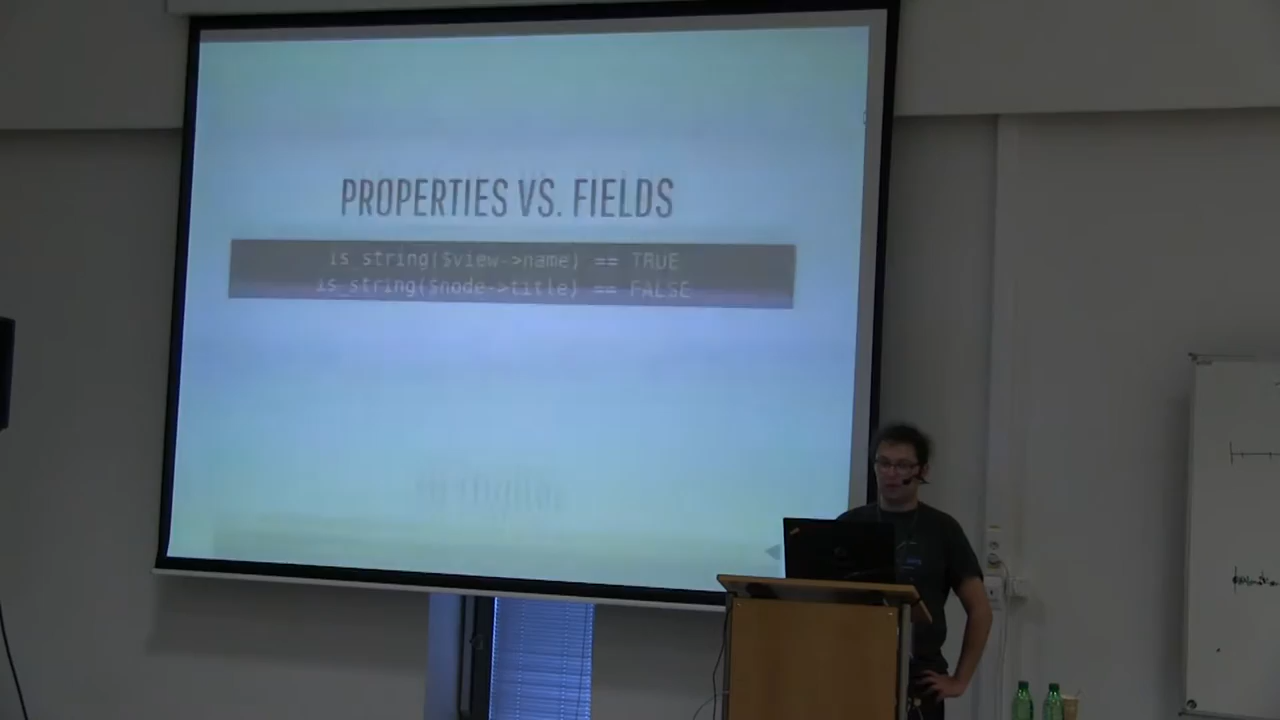 PROPERTIES VS. FIELDS
is_string($view->name) == TRUE
is_string($node->title) == FALSE